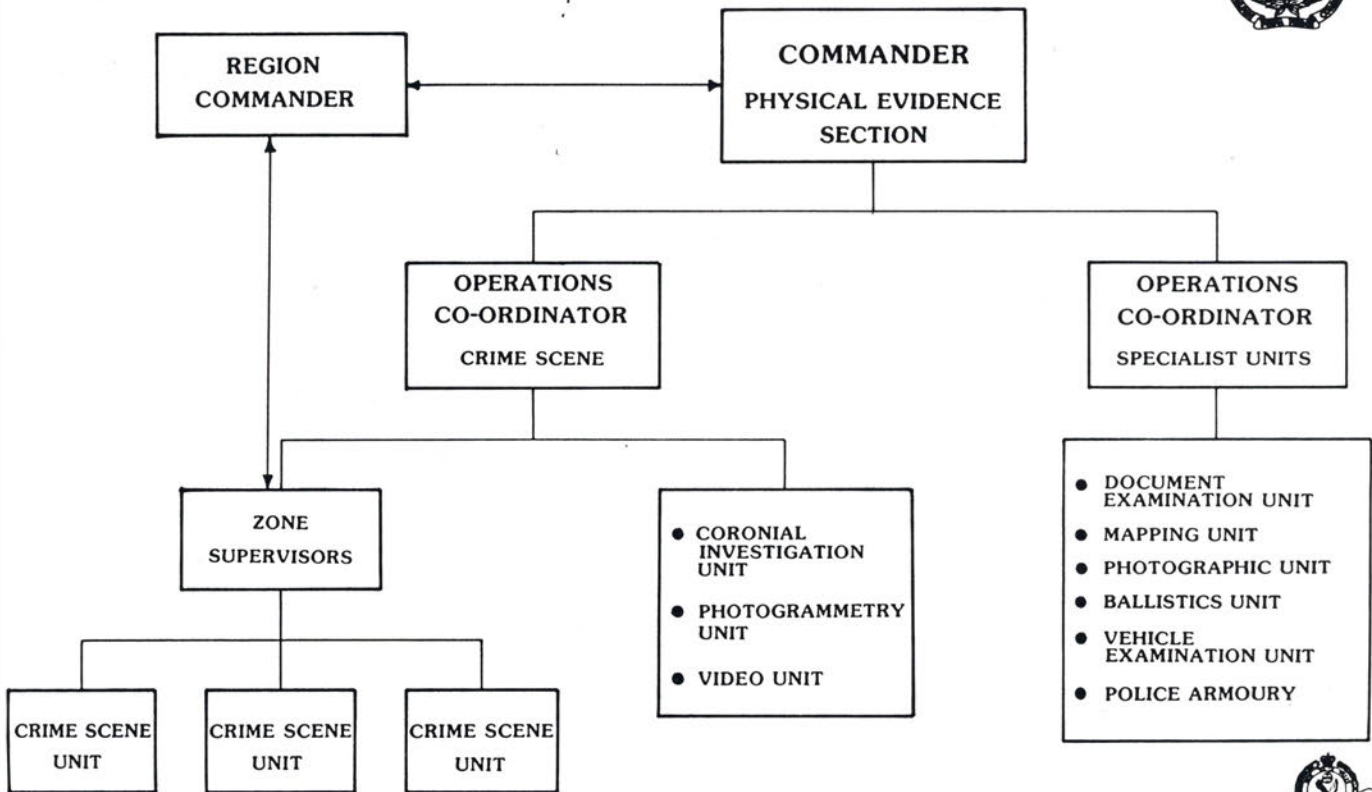 REGION
COMMANDER
COMMANDER
PHYSICAL EVIDENCE
SECTION
OPERATIONS
CO-ORDINATOR
CRIME SCENE
OPERATIONS
CO-ORDINATOR
SPECIALIST UNITS
ZONE
SUPERVISORS
● CORONIAL
INVESTIGATION
UNIT
● PHOTOGRAMMETRY
UNIT
● VIDEO UNIT
● DOCUMENT
EXAMINATION UNIT
● MAPPING UNIT
● PHOTOGRAPHIC UNIT
● BALLISTICS UNIT
● VEHICLE
EXAMINATION UNIT
● POLICE ARMOURY
CRIME SCENE
UNIT
CRIME SCENE
UNIT
CRIME SCENE
UNIT